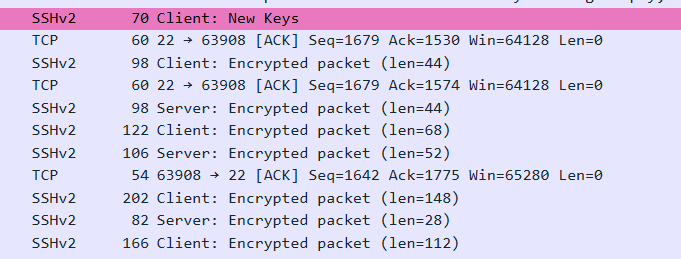 SSHv2 70 Client: New Keys
TCP 60 22 → 63908 [ACK] Seq=1679 Ack=1530 Win=64128 Len=0
SSHv2 98 Client: Encrypted packet (len=44)
TCP 60 22 → 63908 [ACK] Seq=1679 Ack=1574 Win=64128 Len=0
SSHv2 98 Server: Encrypted packet (len=44)
SSHv2 122 Client: Encrypted packet (len=68)
SSHv2 106 Server: Encrypted packet (len=52)
TCP 54 63908 → 22 [ACK] Seq=1642 Ack=1775 Win=65280 Len=0
SSHv2 202 Client: Encrypted packet (len=148)
SSHv2 82 Server: Encrypted packet (len=28)
SSHv2 166 Client: Encrypted packet (len=112)